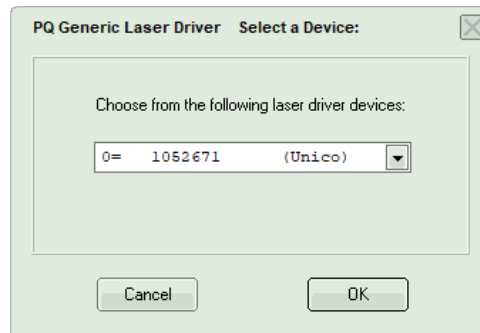 PQ Generic Laser Driver Select a Device:
Choose from the following laser driver devices:
0= 1052671 (Unico)
Cancel OK